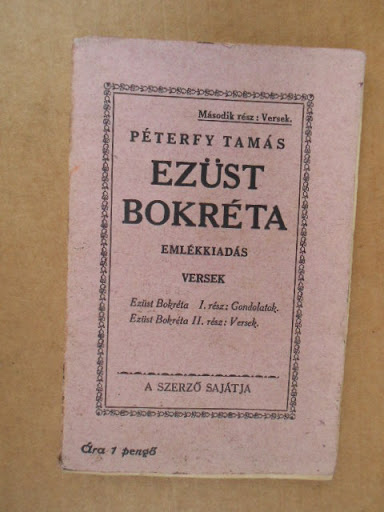 Második rész: Versek.
PÉTERFY TAMÁS
EZÜST
BOKRÉTA
EMLÉKKIADÁS
VERSEK
Ezüst Bokréta I. rész: Gondolatok.
Ezüst Bokréta II. rész: Versek.
A SZERZŐ SAJÁTJA
Ára 1 pengő